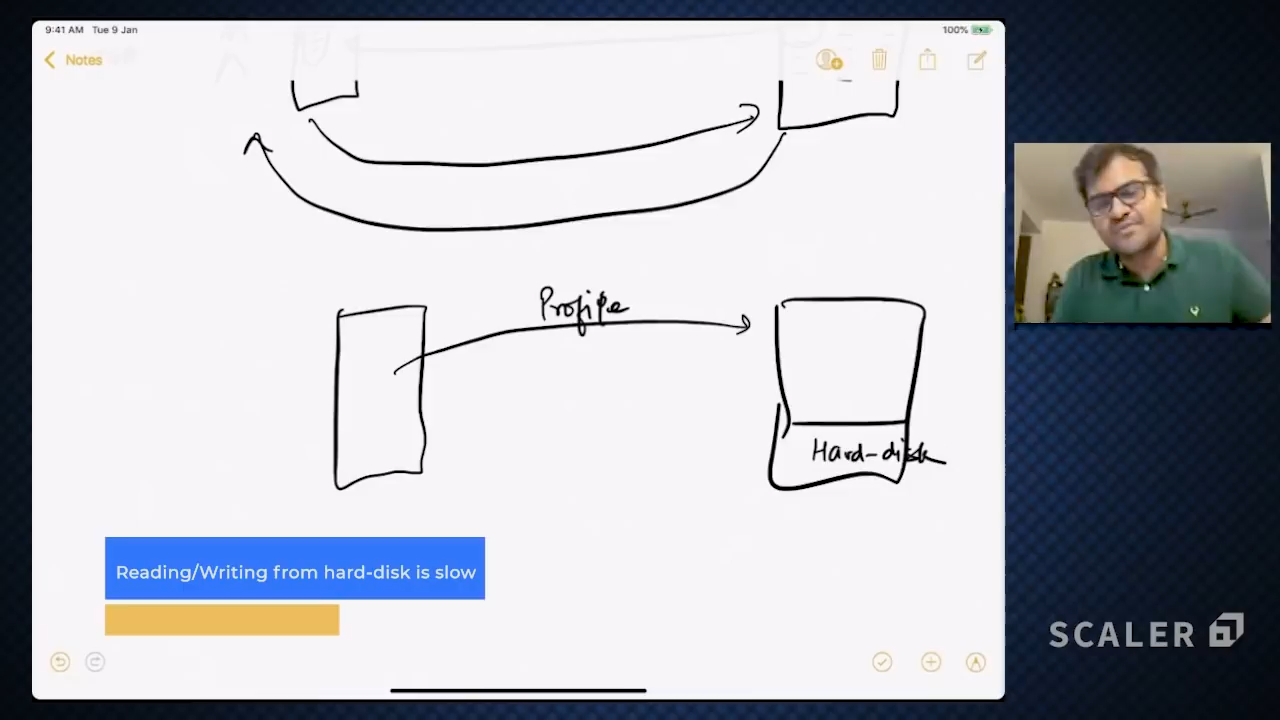 9:41 AM Tue 9 Jan
100%
Notes
Profile
Hard-disk
Reading/Writing from hard-disk is slow
SCALER